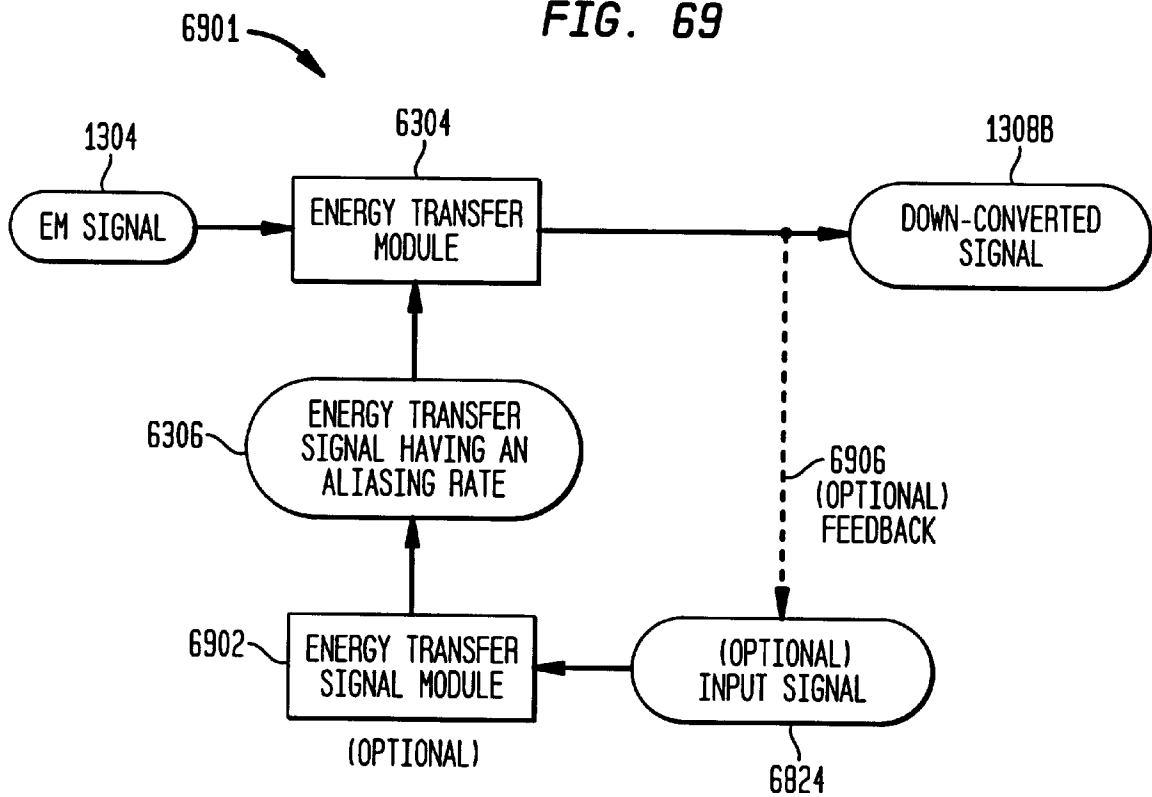 FIG. 69
6901
1304
6304
1308B
EM SIGNAL
ENERGY TRANSFER
MODULE
DOWN-CONVERTED
SIGNAL
6306
ENERGY TRANSFER
SIGNAL HAVING AN
ALIASING RATE
6906
(OPTIONAL)
FEEDBACK
6902
ENERGY TRANSFER
SIGNAL MODULE
(OPTIONAL)
(OPTIONAL)
INPUT SIGNAL
6824